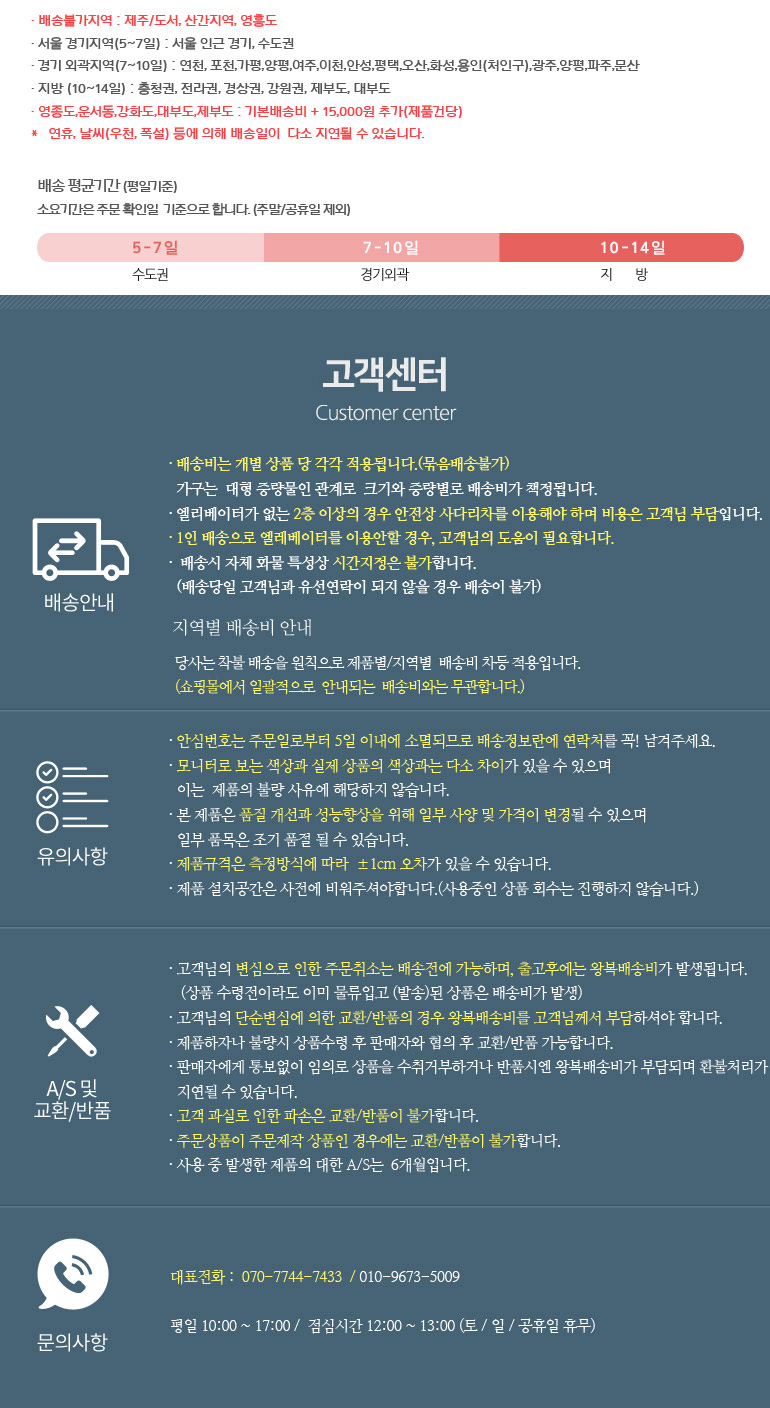 · 배송불가지역 : 제주/도서, 산간지역, 영흥도
· 서울 경기지역(5~7일) : 서울 인근 경기, 수도권
· 경기 외곽지역(7~10일) : 연천, 포천,가평,양평,여주,이천,안성,평택,오산,화성,용인(처인구),광주,양평,파주,문산
· 지방 (10~14일) : 충청권, 전라권, 경상권, 강원권, 제부도, 대부도
· 영종도,운서동,강화도,대부도,제부도 : 기본배송비 + 15,000원 추가(제품건당)
* 연휴, 날씨(우천, 폭설) 등에 의해 배송일이 다소 지연될 수 있습니다.
배송 평균기간 (평일기준)
소요기간은 주문 확인일 기준으로 합니다. (주말/공휴일 제외)
5-7일 7-10일 10-14일
수도권 경기외곽 지 방
고객센터
Customer center
· 배송비는 개별 상품 당 각각 적용됩니다.(묶음배송불가)
가구는 대형 중량물인 관계로 크기와 중량별로 배송비가 책정됩니다.
· 엘리베이터가 없는 2층 이상의 경우 안전상 사다리차를 이용해야 하며 비용은 고객님 부담입니다.
· 1인 배송으로 엘레베이터를 이용안할 경우, 고객님의 도움이 필요합니다.
· 배송시 자체 화물 특성상 시간지정은 불가합니다.
(배송당일 고객님과 유선연락이 되지 않을 경우 배송이 불가)
배송안내
지역별 배송비 안내
당사는 착불 배송을 원칙으로 제품별/지역별 배송비 차등 적용입니다.
(쇼핑몰에서 일괄적으로 안내되는 배송비와는 무관합니다.)
· 안심번호는 주문일로부터 5일 이내에 소멸되므로 배송정보란에 연락처를 꼭! 남겨주세요.
· 모니터로 보는 색상과 실제 상품의 색상과는 다소 차이가 있을 수 있으며
이는 제품의 불량 사유에 해당하지 않습니다.
· 본 제품은 품질 개선과 성능향상을 위해 일부 사양 및 가격이 변경될 수 있으며
일부 품목은 조기 품절 될 수 있습니다.
· 제품규격은 측정방식에 따라 ±1cm 오차가 있을 수 있습니다.
· 제품 설치공간은 사전에 비워주셔야합니다.(사용중인 상품 회수는 진행하지 않습니다.)
유의사항
· 고객님의 변심으로 인한 주문취소는 배송전에 가능하며, 출고후에는 왕복배송비가 발생됩니다.
(상품 수령전이라도 이미 물류입고 (발송)된 상품은 배송비가 발생)
· 고객님의 단순변심에 의한 교환/반품의 경우 왕복배송비를 고객님께서 부담하셔야 합니다.
· 제품하자나 불량시 상품수령 후 판매자와 협의 후 교환/반품 가능합니다.
· 판매자에게 통보없이 임의로 상품을 수취거부하거나 반품시엔 왕복배송비가 부담되며 환불처리가
지연될 수 있습니다.
· 고객 과실로 인한 파손은 교환/반품이 불가합니다.
· 주문상품이 주문제작 상품인 경우에는 교환/반품이 불가합니다.
· 사용 중 발생한 제품의 대한 A/S는 6개월입니다.
A/S 및
교환/반품
대표전화 : 070-7744-7433 / 010-9673-5009
평일 10:00 ~ 17:00 / 점심시간 12:00 ~ 13:00 (토 / 일 / 공휴일 휴무)
문의사항